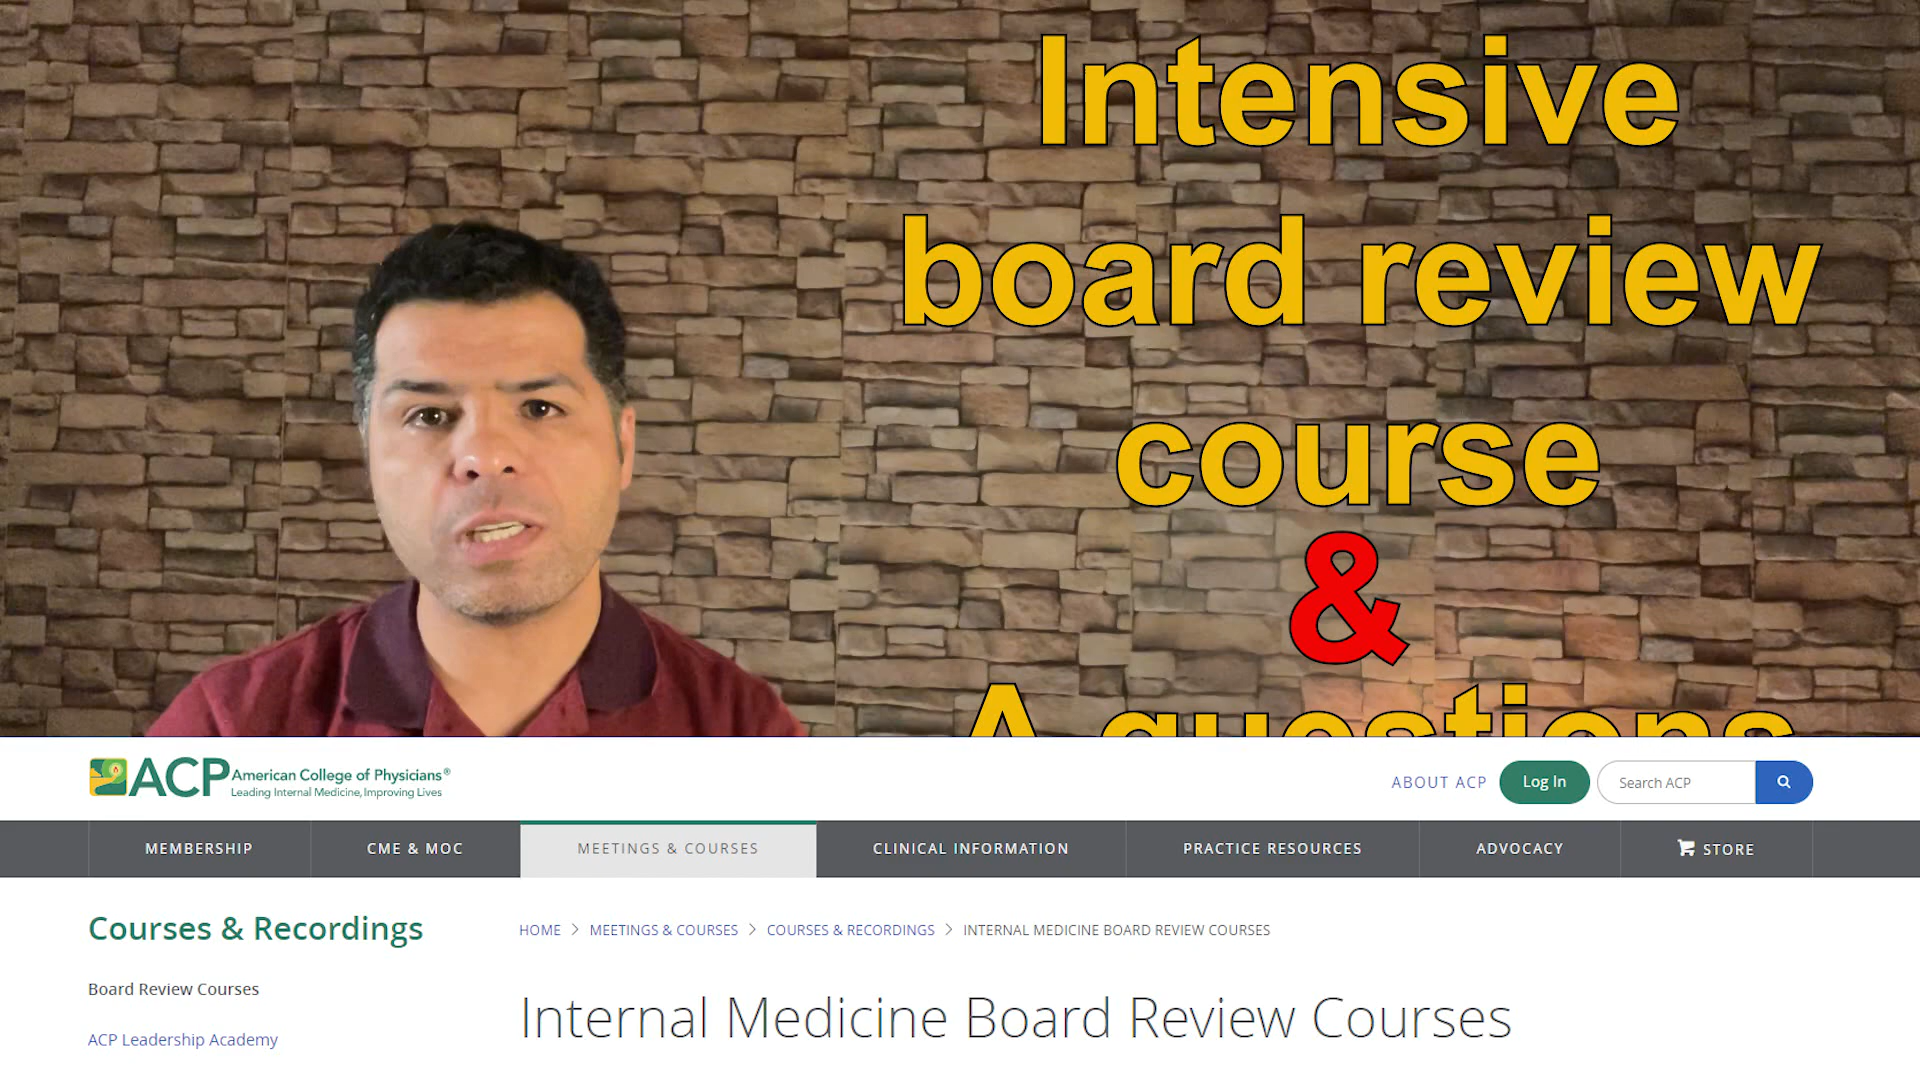 Intensive
board review
course
&
A questions
ACP American College of Physicians®
Leading Internal Medicine, Improving Lives
ABOUT ACP
Log In
Search ACP
MEMBERSHIP
CME & MOC
MEETINGS & COURSES
CLINICAL INFORMATION
PRACTICE RESOURCES
ADVOCACY
STORE
Courses & Recordings
Board Review Courses
ACP Leadership Academy
HOME > MEETINGS & COURSES > COURSES & RECORDINGS > INTERNAL MEDICINE BOARD REVIEW COURSES
Internal Medicine Board Review Courses